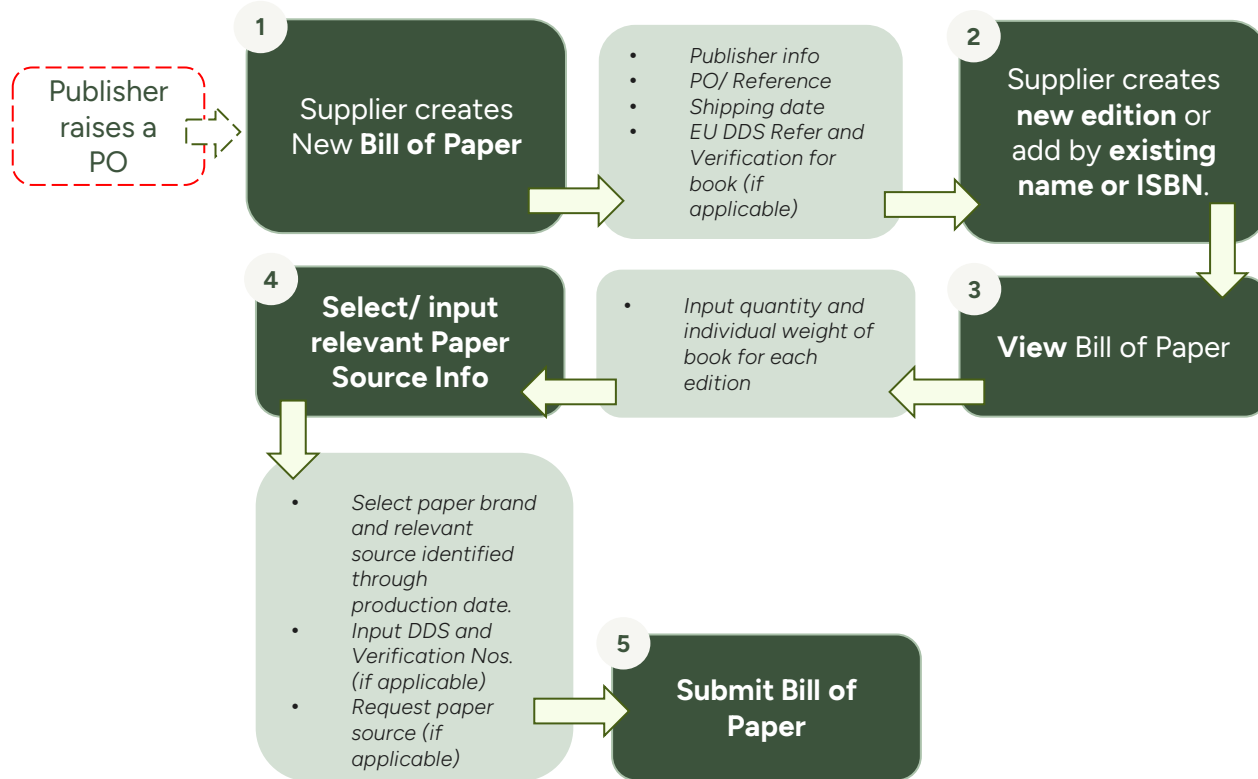 Publisher
raises a
PO
1
Supplier creates
New Bill of Paper
• Publisher info
• PO/ Reference
• Shipping date
• EU DDS Refer and
Verification for
book (if
applicable)
2
Supplier creates
new edition or
add by existing
name or ISBN.
3
View Bill of Paper
• Input quantity and
individual weight of
book for each
edition
4
Select/ input
relevant Paper
Source Info
• Select paper brand
and relevant
source identified
through
production date.
• Input DDS and
Verification Nos.
(if applicable)
• Request paper
source (if
applicable)
5
Submit Bill of
Paper